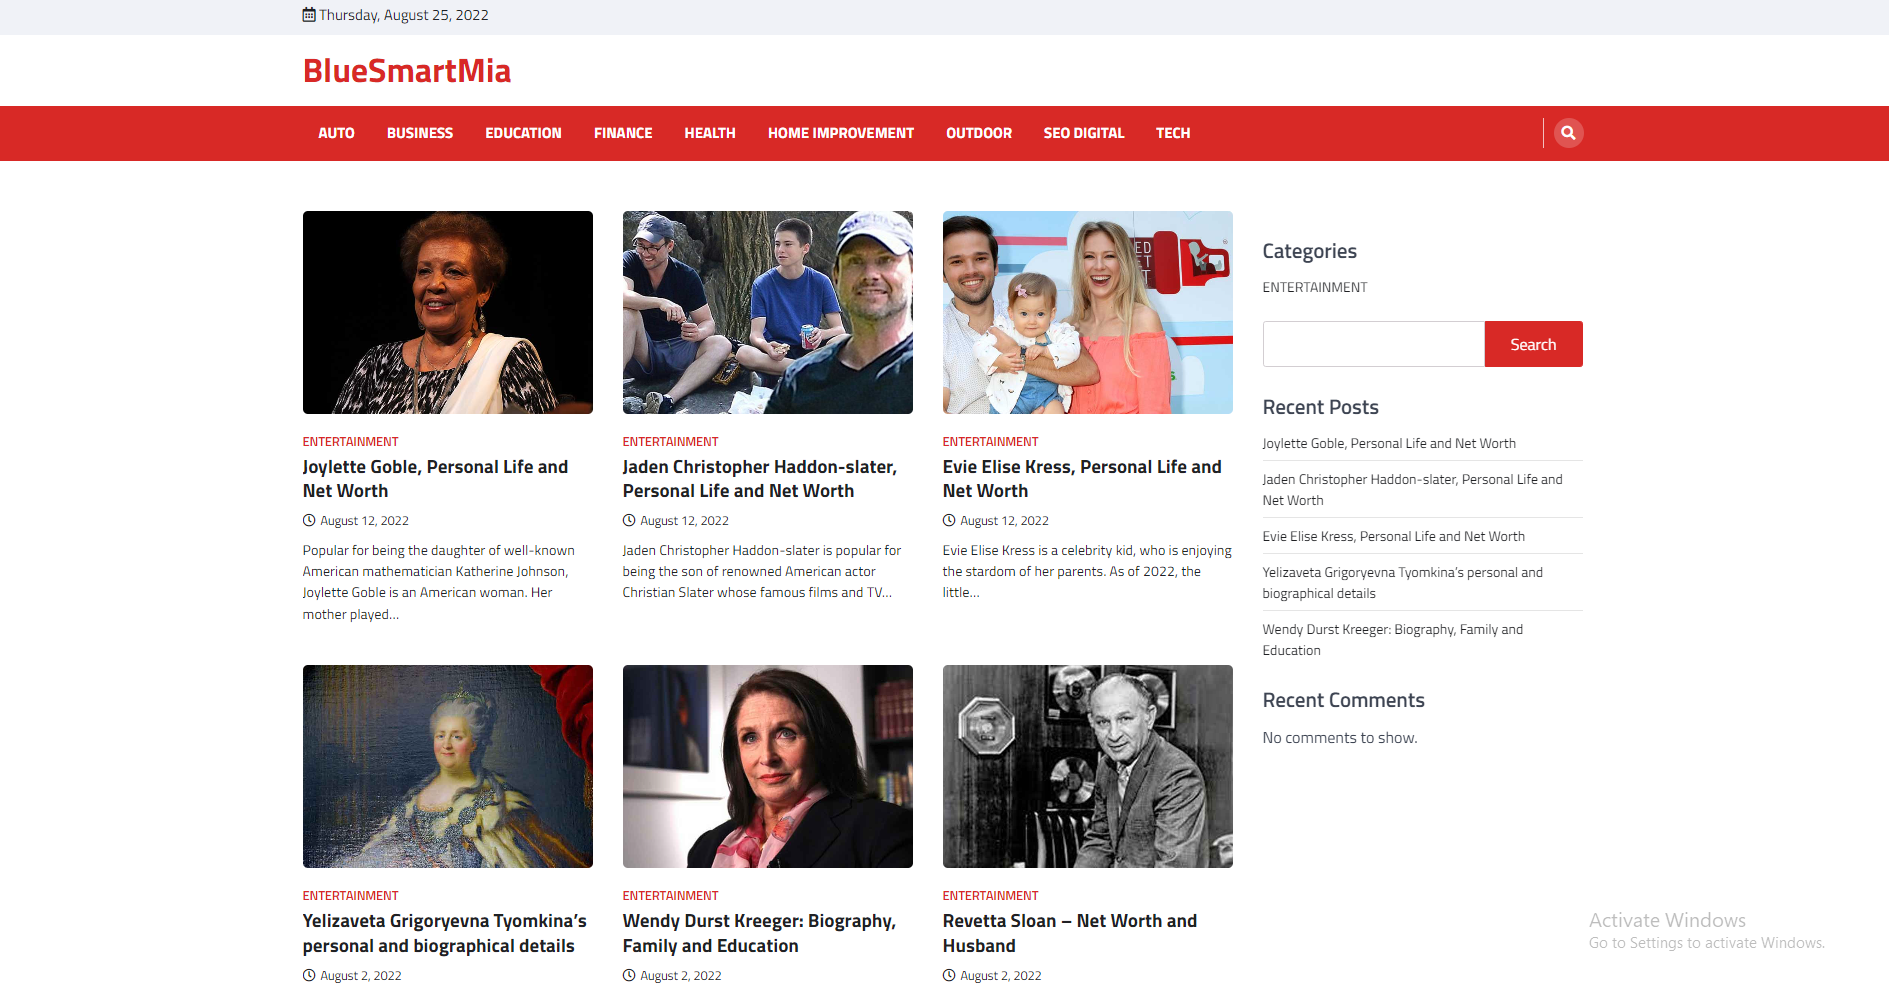 Thursday, August 25, 2022
BlueSmartMia
AUTO BUSINESS EDUCATION FINANCE HEALTH HOME IMPROVEMENT OUTDOOR SEO DIGITAL TECH
ENTERTAINMENT
Joylette Goble, Personal Life and
Net Worth
August 12, 2022
Popular for being the daughter of well-known
American mathematician Katherine Johnson,
Joylette Goble is an American woman. Her
mother played...
ENTERTAINMENT
Jaden Christopher Haddon-slater,
Personal Life and Net Worth
August 12, 2022
Jaden Christopher Haddon-slater is popular for
being the son of renowned American actor
Christian Slater whose famous films and TV...
ENTERTAINMENT
Evie Elise Kress, Personal Life and
Net Worth
August 12, 2022
Evie Elise Kress is a celebrity kid, who is enjoying
the stardom of her parents. As of 2022, the
little...
ENTERTAINMENT
Yelizaveta Grigoryevna Tyomkina’s
personal and biographical details
August 2, 2022
ENTERTAINMENT
Wendy Durst Kreeger: Biography,
Family and Education
August 2, 2022
ENTERTAINMENT
Revetta Sloan – Net Worth and
Husband
August 2, 2022
Categories
ENTERTAINMENT
Search
Recent Posts
Joylette Goble, Personal Life and Net Worth
Jaden Christopher Haddon-slater, Personal Life and
Net Worth
Evie Elise Kress, Personal Life and Net Worth
Yelizaveta Grigoryevna Tyomkina’s personal and
biographical details
Wendy Durst Kreeger: Biography, Family and
Education
Recent Comments
No comments to show.
Activate Windows
Go to Settings to activate Windows.